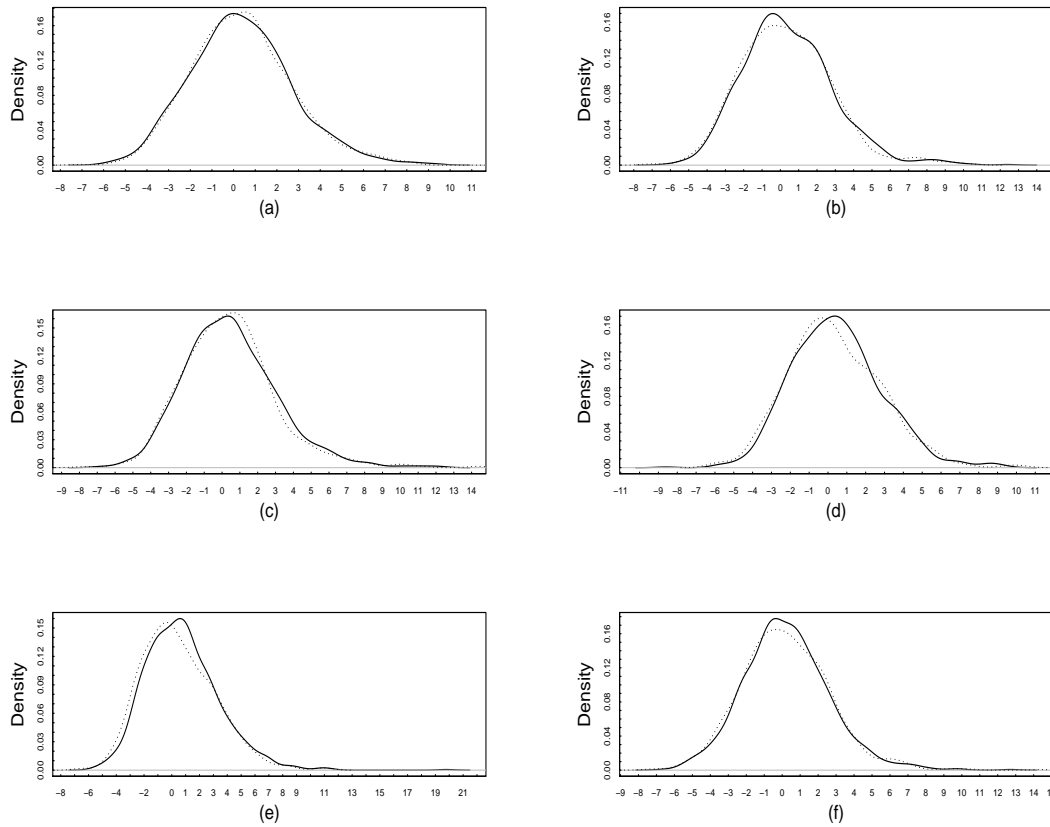 Density
0.00 0.04 0.08 0.12 0.16
−8 −7 −6 −5 −4 −3 −2 −1 0 1 2 3 4 5 6 7 8 9 10 11
(a)
Density
0.00 0.04 0.08 0.12 0.16
−8 −7 −6 −5 −4 −3 −2 −1 0 1 2 3 4 5 6 7 8 9 10 11 12 13 14
(b)
Density
0.00 0.03 0.06 0.09 0.12 0.15
−9 −8 −7 −6 −5 −4 −3 −2 −1 0 1 2 3 4 5 6 7 8 9 10 11 12 13 14
(c)
Density
0.00 0.04 0.08 0.12 0.16
−11 −9 −8 −7 −6 −5 −4 −3 −2 −1 0 1 2 3 4 5 6 7 8 9 10 11
(d)
Density
0.00 0.03 0.06 0.09 0.12 0.15
−8 −6 −4 −2 0 1 2 3 4 5 6 7 8 9 11 13 15 17 19 21
(e)
Density
0.00 0.04 0.08 0.12 0.16
−9 −8 −7 −6 −5 −4 −3 −2 −1 0 1 2 3 4 5 6 7 8 9 10 11 12 13 14
(f)